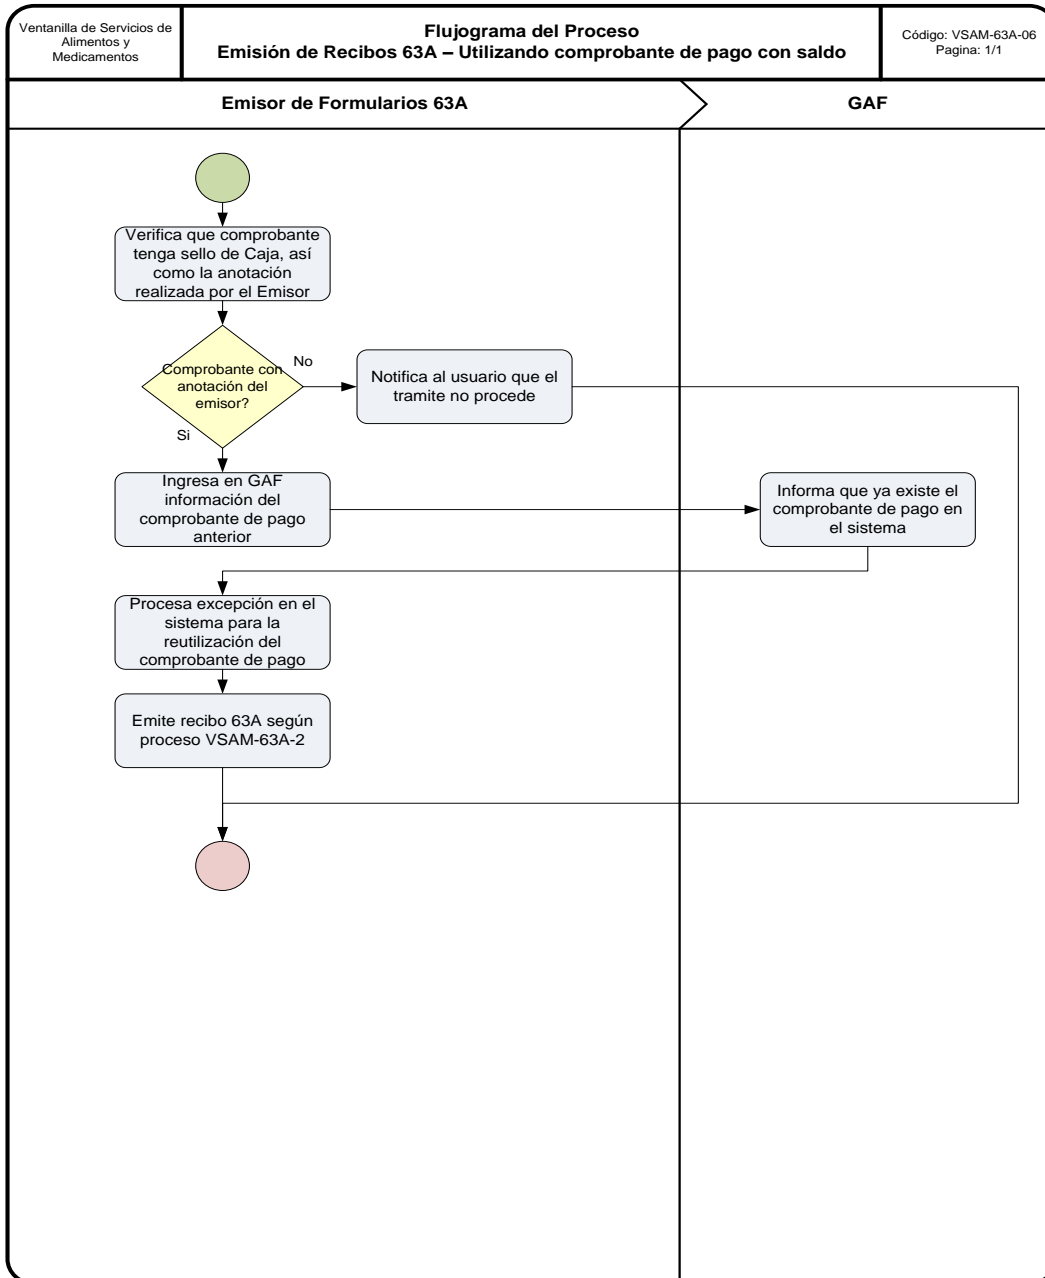 Ventanilla de Servicios de
Alimentos y
Medicamentos
Flujograma del Proceso
Emisión de Recibos 63A – Utilizando comprobante de pago con saldo
Código: VSAM-63A-06
Pagina: 1/1
Emisor de Formularios 63A
GAF
Verifica que comprobante
tenga sello de Caja, así
como la anotación
realizada por el Emisor
Comprobante con
anotación del
emisor?
No
Notifica al usuario que el
tramite no procede
Si
Ingresa en GAF
información del
comprobante de pago
anterior
Informa que ya existe el
comprobante de pago en
el sistema
Procesa excepción en el
sistema para la
reutilización del
comprobante de pago
Emite recibo 63A según
proceso VSAM-63A-2